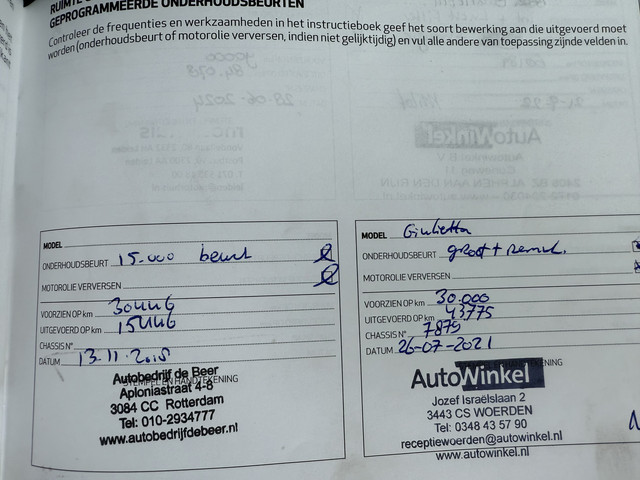 GEPROGRAMMEERDE ONDERHOUDSBEURTEN
Controleer de frequenties en werkzaamheden in het instructieboek geef het soort bewerking aan die uitgevoerd moet
worden (onderhoudsbeurt of motorolie verversen, indien niet gelijktijdig) en vul alle andere van toepassing zijnde velden in.
MODEL
ONDERHOUDSBEURT 15.000 beurt
MOTOROLIE VERVERSEN
VOORZIEN OP km 30446
UITGEVOERD OP km 15446
CHASSIS N°
DATUM 13.11.2015
STEMPEL EN HANDTEKENING
Autobedrijf de Beer
Aploniastraat 4-8
3084 CC Rotterdam
Tel: 010-2934777
www.autobedrijfdebeer.nl
MODEL Giulietta
ONDERHOUDSBEURT groot + remvl.
MOTOROLIE VERVERSEN
VOORZIEN OP km 30.000
UITGEVOERD OP km 43775
CHASSIS N° 7879
DATUM 26-07-2021
AutoWinkel
Jozef Israëlslaan 2
3443 CS WOERDEN
Tel: 0348 43 57 90
receptiewoerden@autowinkel.nl
www.autowinkel.nl